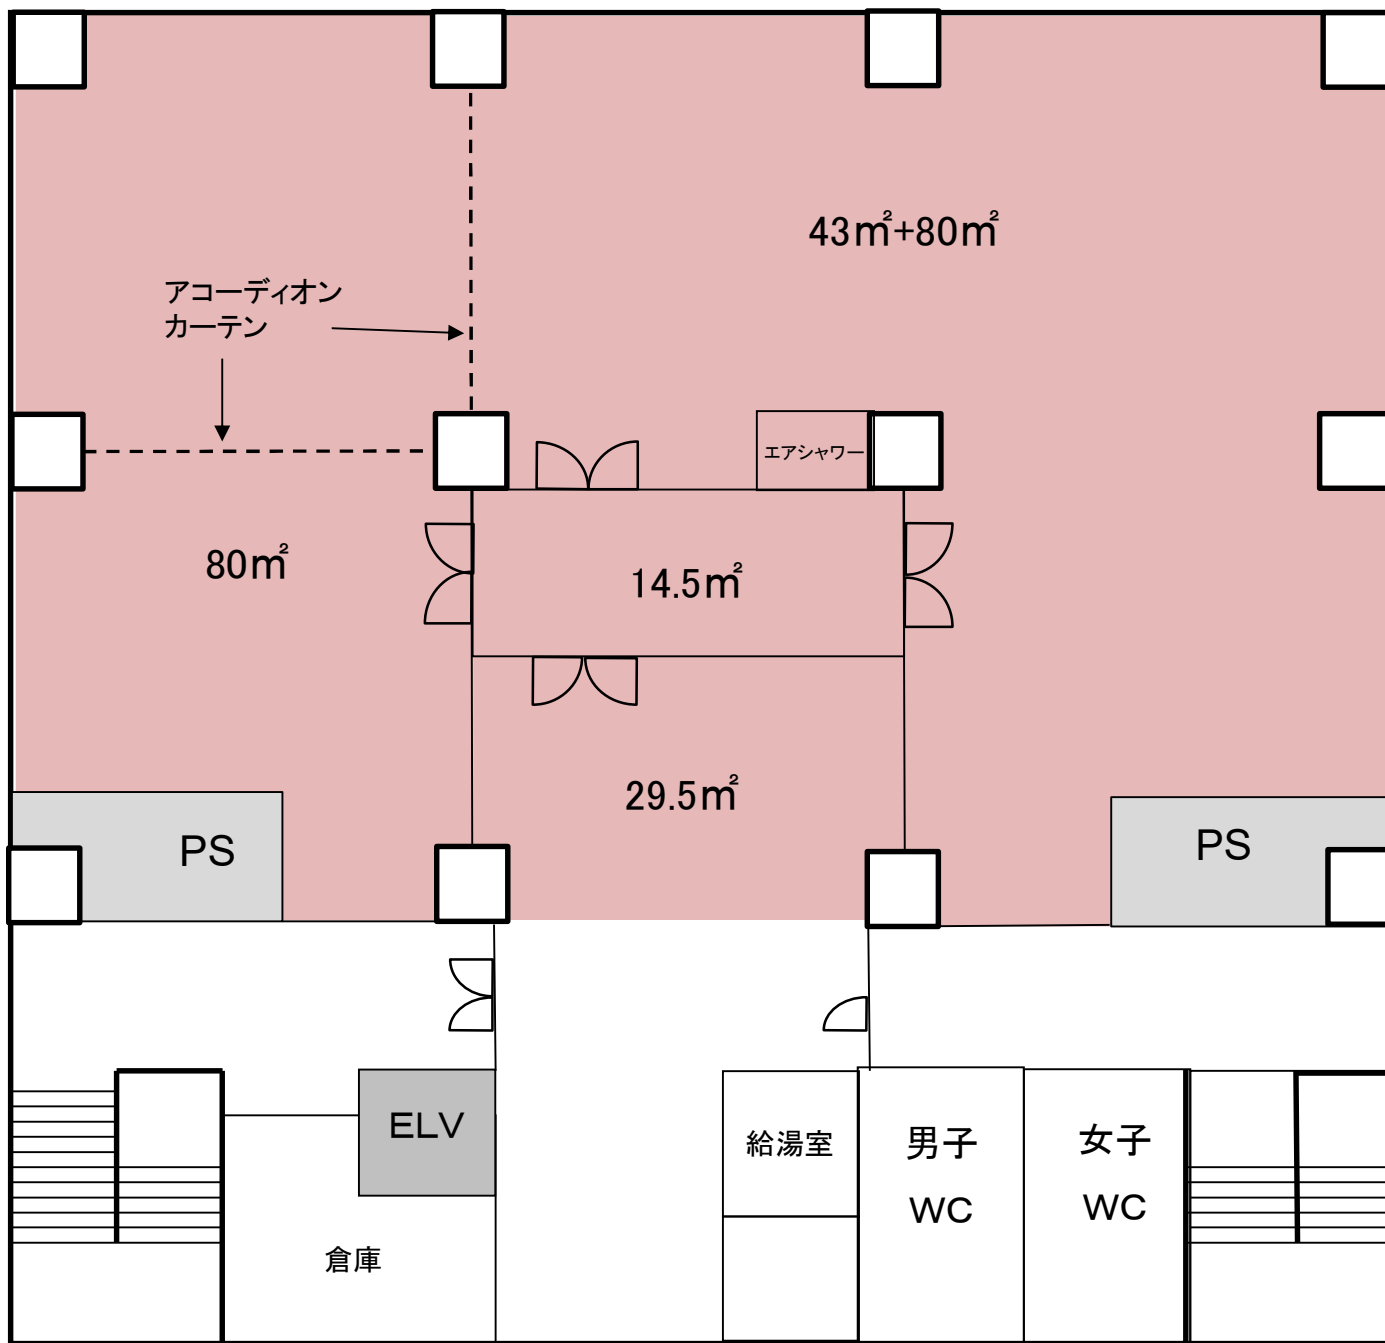 43㎡+80㎡
アコーディオン
カーテン
エアシャワー
80㎡
14.5㎡
29.5㎡
PS
PS
ELV
給湯室
男子
WC
女子
WC
倉庫